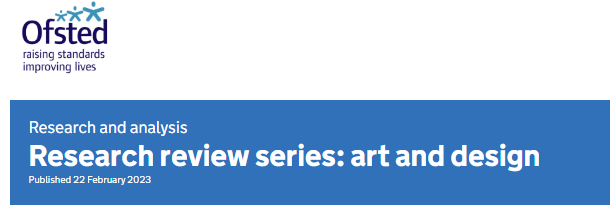 Ofsted
raising standards
improving lives
Research and analysis
Research review series: art and design
Published 22 February 2023